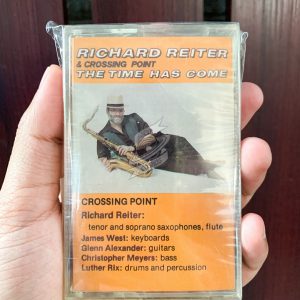 RICHARD REITER
& CROSSING POINT
THE TIME HAS COME
CROSSING POINT
Richard Reiter:
tenor and soprano saxophones, flute
James West: keyboards
Glenn Alexander: guitars
Christopher Meyers: bass
Luther Rix: drums and percussion